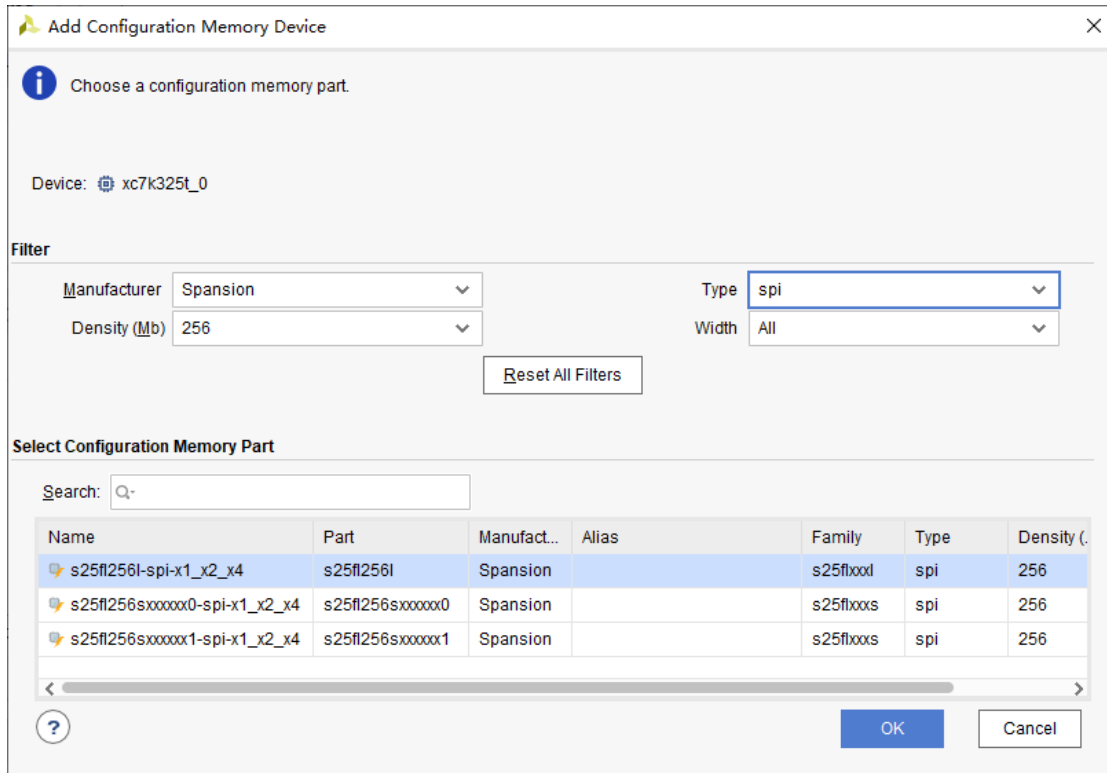 Add Configuration Memory Device
Choose a configuration memory part.
Device: xc7k325t_0
Filter
Manufacturer Spansion Type spi
Density (Mb) 256 Width All
Reset All Filters
Select Configuration Memory Part
Search:
Name Part Manufact... Alias Family Type Density (.
s25fl256l-spi-x1_x2_x4 s25fl256l Spansion s25flxxxl spi 256
s25fl256sxxxxxx0-spi-x1_x2_x4 s25fl256sxxxxxx0 Spansion s25flxxxs spi 256
s25fl256sxxxxxx1-spi-x1_x2_x4 s25fl256sxxxxxx1 Spansion s25flxxxs spi 256
? OK Cancel